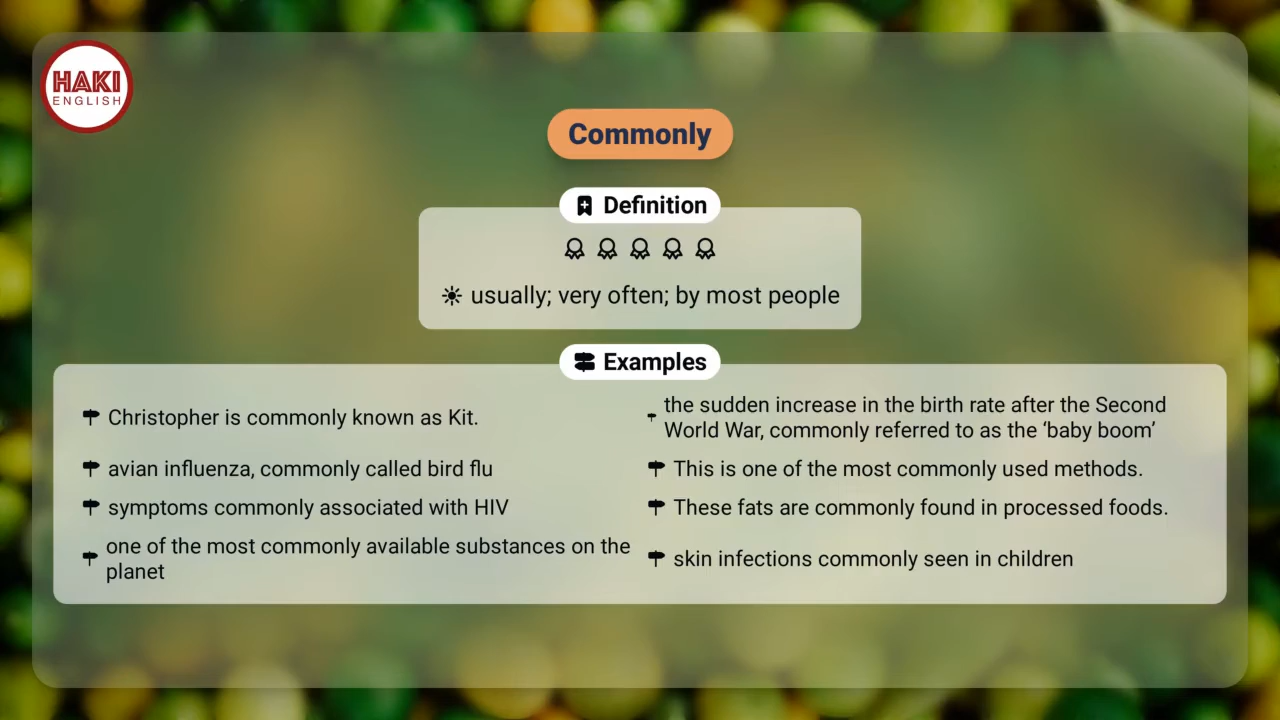 HAKI
ENGLISH
Commonly
Definition
usually; very often; by most people
Examples
Christopher is commonly known as Kit.
the sudden increase in the birth rate after the Second
World War, commonly referred to as the ‘baby boom’
avian influenza, commonly called bird flu
This is one of the most commonly used methods.
symptoms commonly associated with HIV
These fats are commonly found in processed foods.
one of the most commonly available substances on the
planet
skin infections commonly seen in children